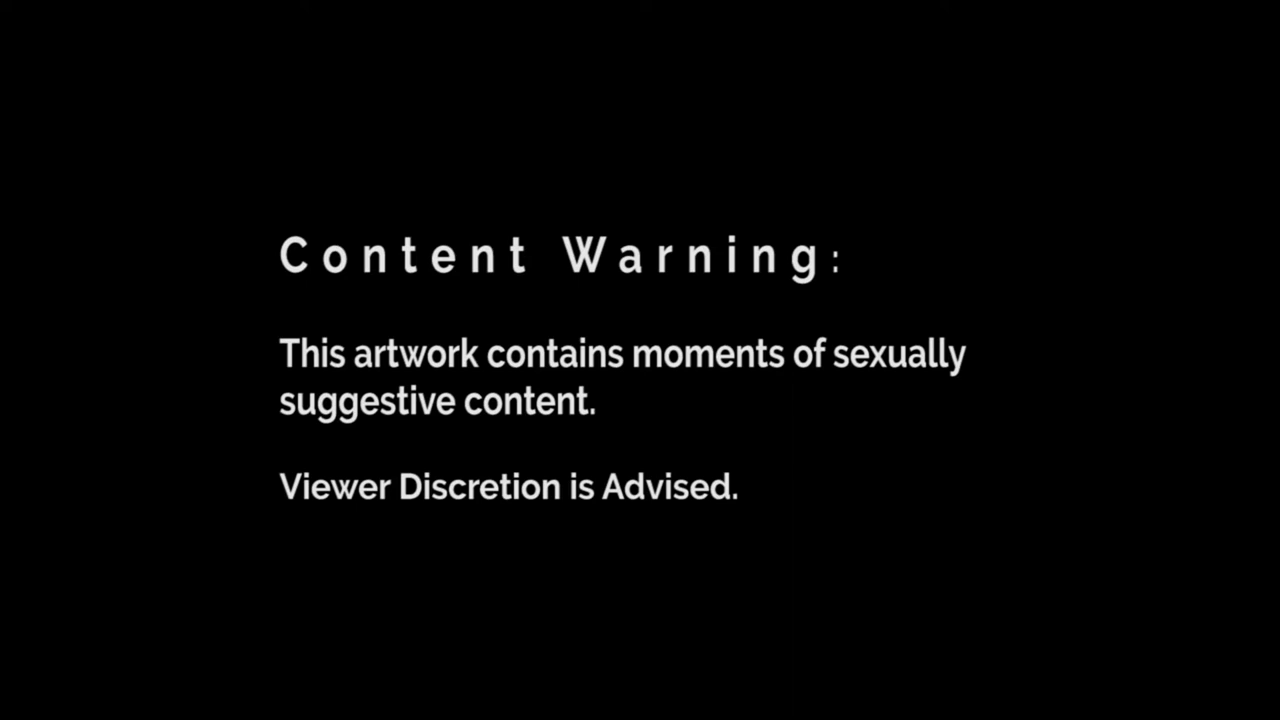 Content Warning:
This artwork contains moments of sexually
suggestive content.
Viewer Discretion is Advised.